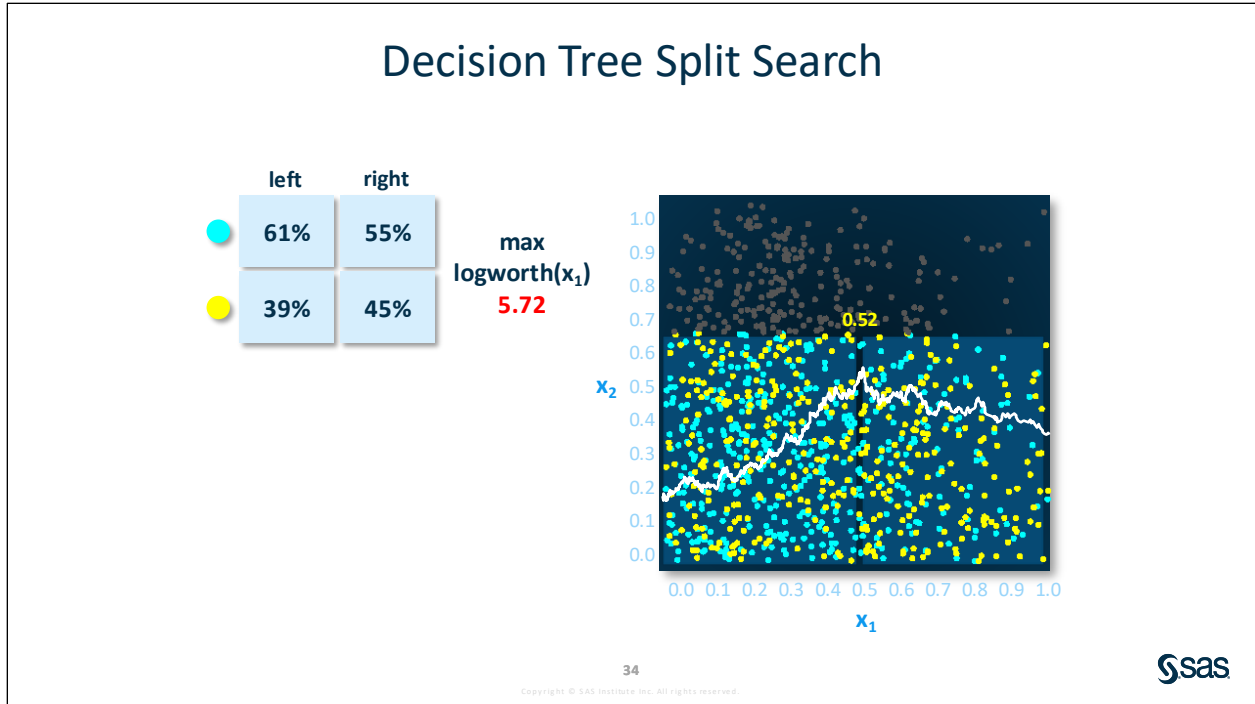 Decision Tree Split Search
left right
61% 55%
39% 45%
max
logworth(x₁)
5.72
1.0
0.9
0.8
0.7
0.6
0.5
0.4
0.3
0.2
0.1
0.0
x₂
0.52
0.0 0.1 0.2 0.3 0.4 0.5 0.6 0.7 0.8 0.9 1.0
x₁
34
Copyright © SAS Institute Inc. All rights reserved.
sas